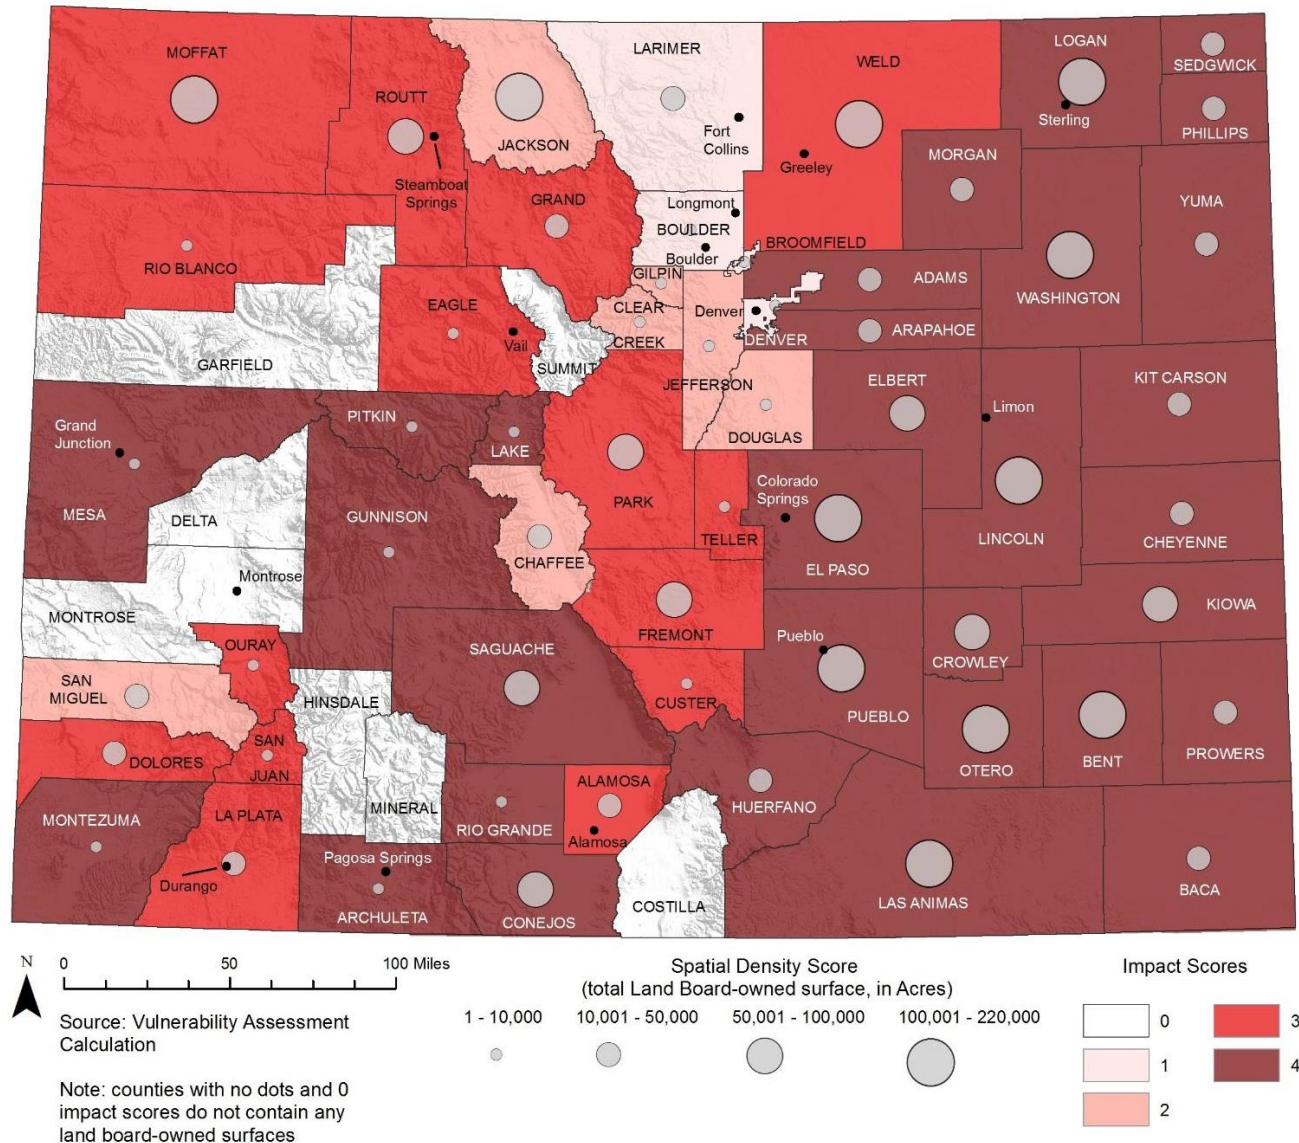 MOFFAT
ROUTT
Steamboat
Springs
JACKSON
LARIMER
Fort
Collins
WELD
Greeley
LOGAN
Sterling
SEDGWICK
PHILLIPS
MORGAN
YUMA
GRAND
Longmont
BOULDER
Boulder
BROOMFIELD
RIO BLANCO
GILPIN
ADAMS
WASHINGTON
EAGLE
Vail
CLEAR
CREEK
Denver
DENVER
ARAPAHOE
GARFIELD
SUMMIT
JEFFERSON
ELBERT
Limon
KIT CARSON
Grand
Junction
PITKIN
LAKE
DOUGLAS
MESA
DELTA
GUNNISON
PARK
TELLER
Colorado
Springs
EL PASO
LINCOLN
CHEYENNE
CHAFFEE
Montrose
MONTROSE
KIOWA
OURAY
SAGUACHE
FREMONT
Pueblo
PUEBLO
CROWLEY
SAN
MIGUEL
HINSDALE
CUSTER
OTERO
BENT
PROWERS
DOLORES
SAN
JUAN
MINERAL
RIO GRANDE
ALAMOSA
Alamosa
HUERFANO
MONTEZUMA
LA PLATA
Durango
Pagosa Springs
ARCHULETA
CONEJOS
COSTILLA
LAS ANIMAS
BACA
N
0 50 100 Miles
Source: Vulnerability Assessment
Calculation
Note: counties with no dots and 0
impact scores do not contain any
land board-owned surfaces
Spatial Density Score
(total Land Board-owned surface, in Acres)
1 - 10,000 10,001 - 50,000 50,001 - 100,000 100,001 - 220,000
Impact Scores
0 3
1 4
2